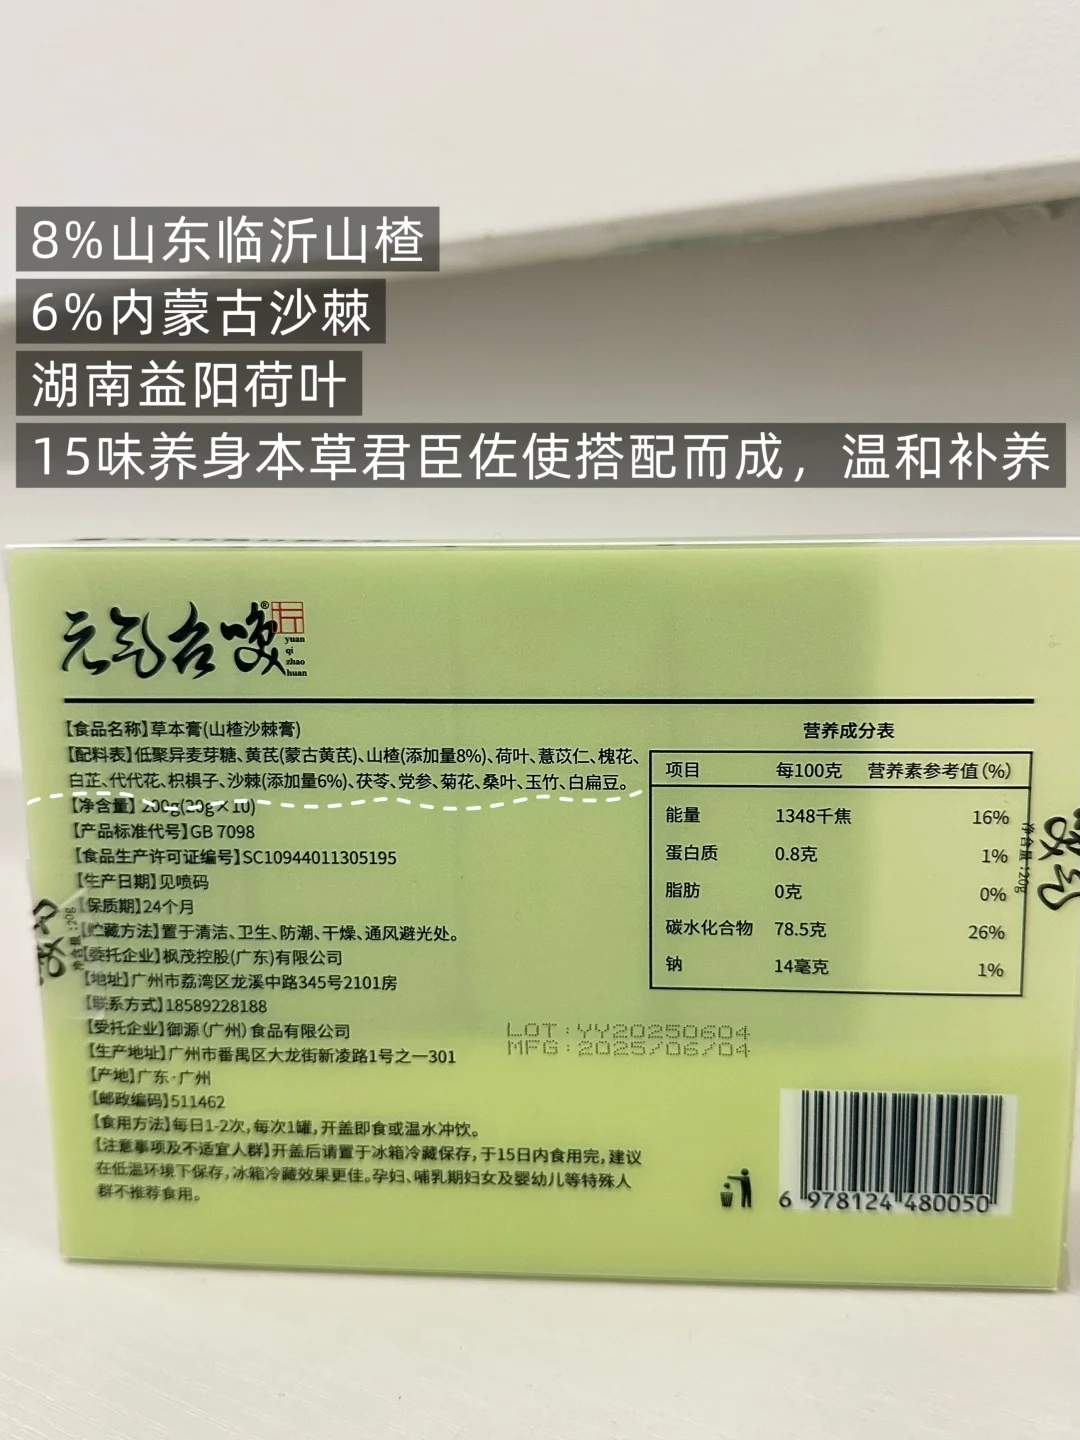 8%山东临沂山楂
6%内蒙古沙棘
湖南益阳荷叶
15味养身本草君臣佐使搭配而成，温和补养
元气召唤®
yuan
qi
zhao
huan
【食品名称】草本膏(山楂沙棘膏)
【配料表】低聚异麦芽糖、黄芪(蒙古黄芪)、山楂(添加量8%)、荷叶、薏苡仁、槐花、
白芷、代代花、枳椇子、沙棘(添加量6%)、茯苓、党参、菊花、桑叶、玉竹、白扁豆。
【净含量】200g(20g×10)
【产品标准代号】GB 7098
【食品生产许可证编号】SC10944011305195
【生产日期】见喷码
【保质期】24个月
【贮藏方法】置于清洁、卫生、防潮、干燥、通风避光处。
【委托企业】枫茂控股(广东)有限公司
【地址】广州市荔湾区龙溪中路345号2101房
【联系方式】18589228188
【受托企业】御源(广州)食品有限公司
【生产地址】广州市番禺区大龙街新凌路1号之一301
【产地】广东·广州
【邮政编码】511462
【食用方法】每日1-2次，每次1罐，开盖即食或温水冲饮。
【注意事项及不适宜人群】开盖后请置于冰箱冷藏保存，于15日内食用完，建议
在低温环境下保存，冰箱冷藏效果更佳。孕妇、哺乳期妇女及婴幼儿等特殊人
群不推荐食用。
营养成分表
项目 每100克 营养素参考值(%)
能量 1348千焦 16%
蛋白质 0.8克 1%
脂肪 0克 0%
碳水化合物 78.5克 26%
钠 14毫克 1%
LOT:YY20250604
MFG:2025/06/04
6 978124 480050
净含量:20g
净含量:20g